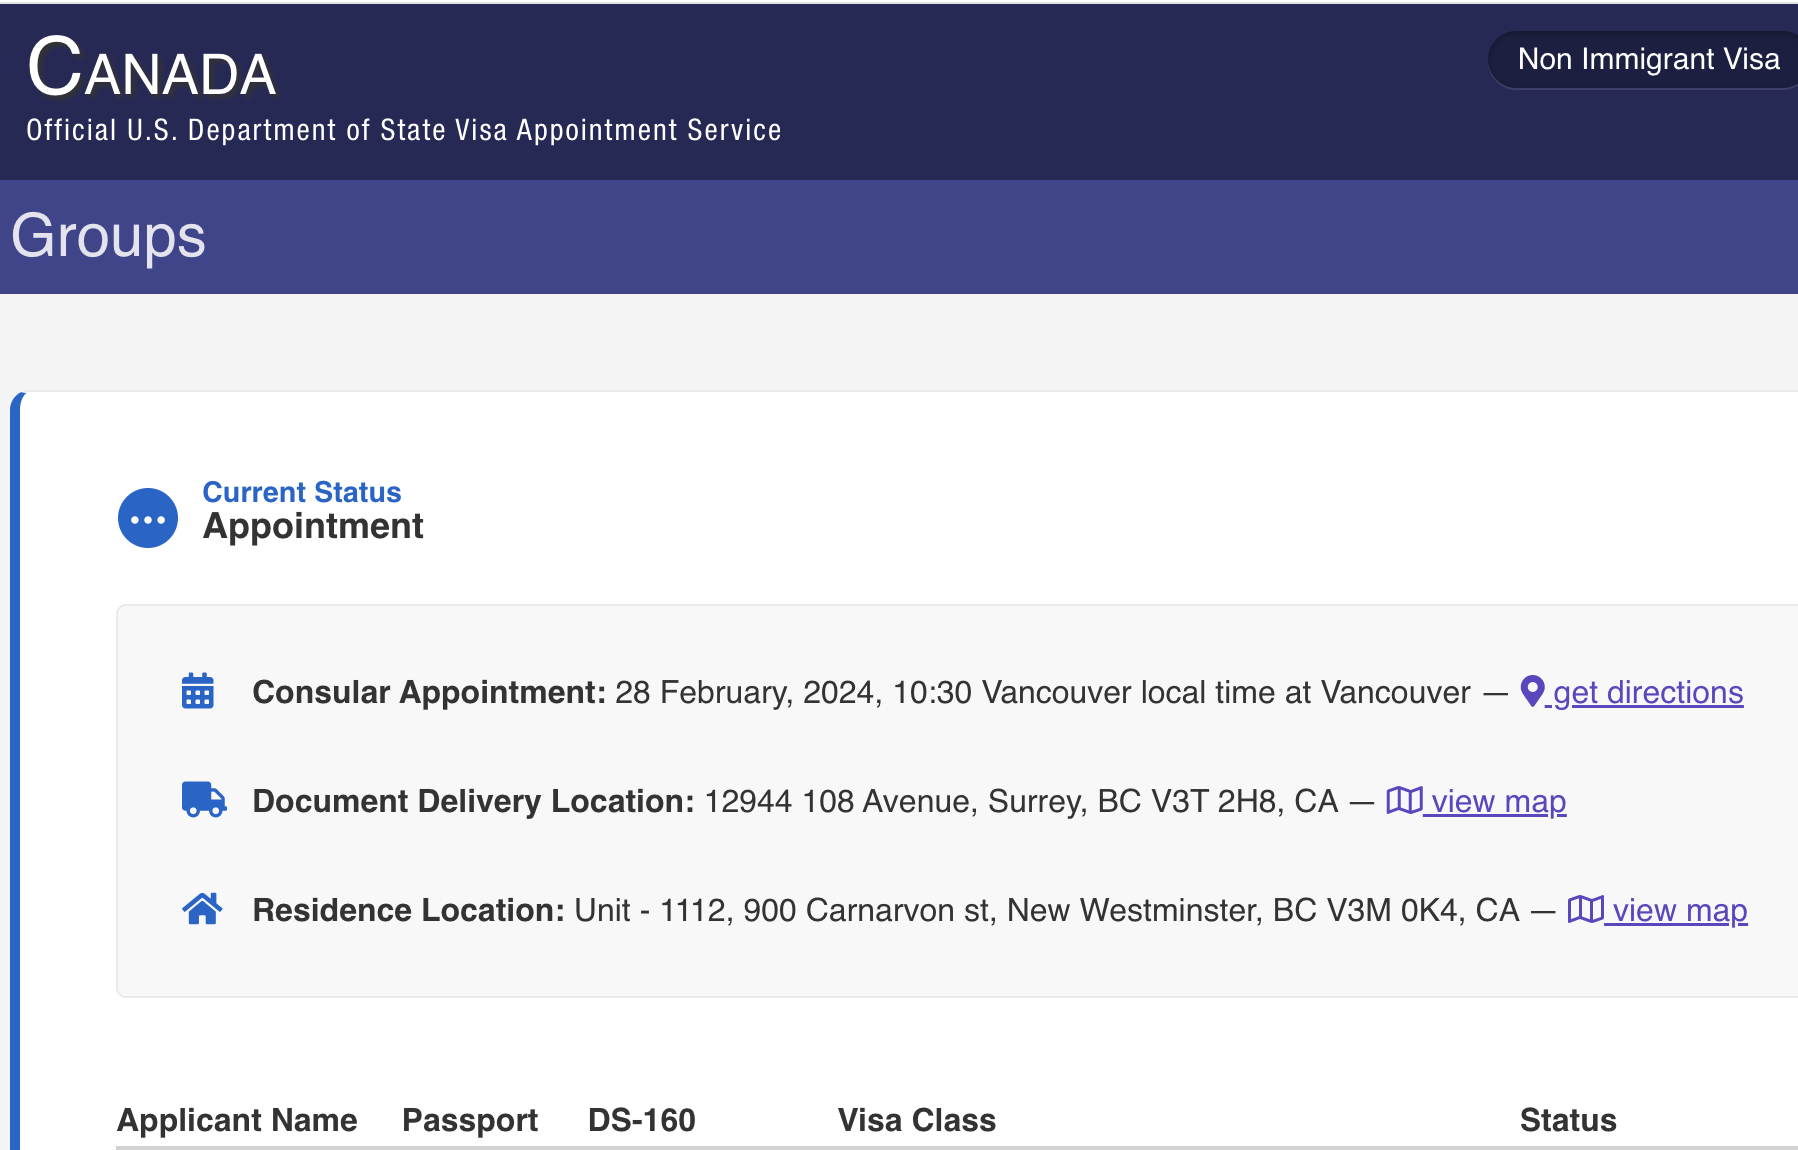 CANADA
Official U.S. Department of State Visa Appointment Service
Non Immigrant Visa
Groups
Current Status
Appointment
Consular Appointment: 28 February, 2024, 10:30 Vancouver local time at Vancouver — get directions
Document Delivery Location: 12944 108 Avenue, Surrey, BC V3T 2H8, CA — view map
Residence Location: Unit - 1112, 900 Carnarvon st, New Westminster, BC V3M 0K4, CA — view map
Applicant Name Passport DS-160 Visa Class Status